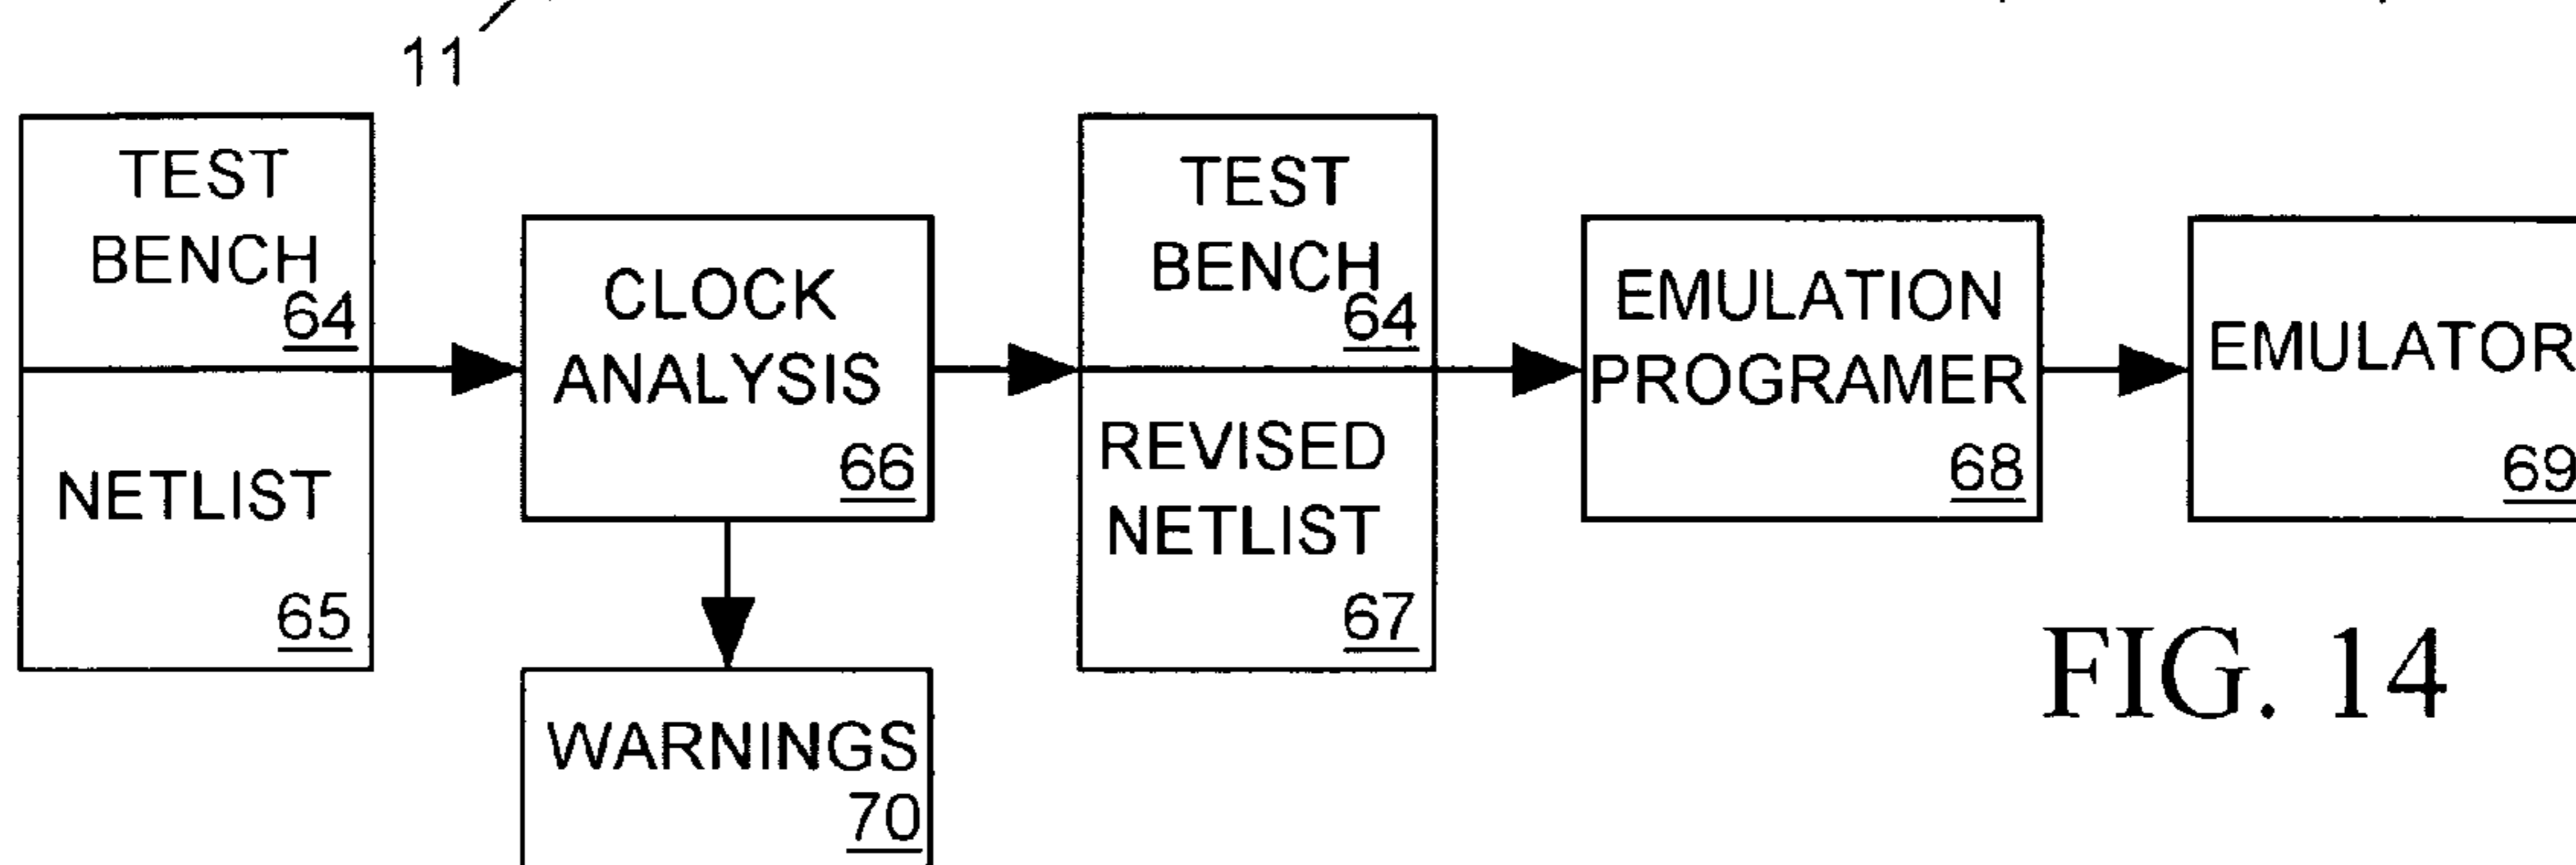 11
TEST
BENCH
64
NETLIST
65
CLOCK
ANALYSIS
66
WARNINGS
70
TEST
BENCH
64
REVISED
NETLIST
67
EMULATION
PROGRAMER
68
EMULATOR
69
FIG. 14